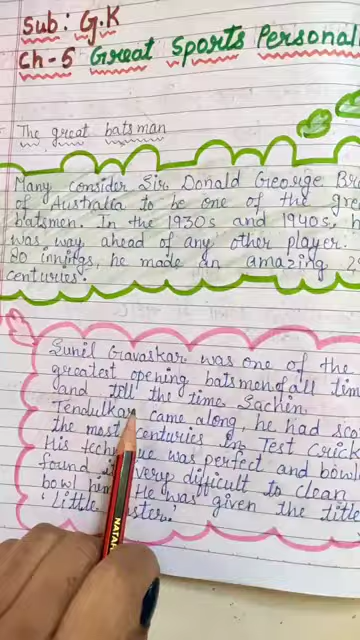 Sub: G.K
Ch-5 Great Sports Personal
The great batsman
Many consider Sir Donald George Br
of Australia to be one of the gre
batsmen. In the 1930s and 1940s, h
was way ahead of any other player.
innings, he made an amazing 2
centuries.
Sunil Gavaskar was one of the
greatest opening batsmen of all tim
and till the time Sachin
Tendulkar came along, he had sco
the most centuries in Test Crick
His was perfect and bowl
found very difficult to clean
bowl him. He was given the title
'Little
NATAR